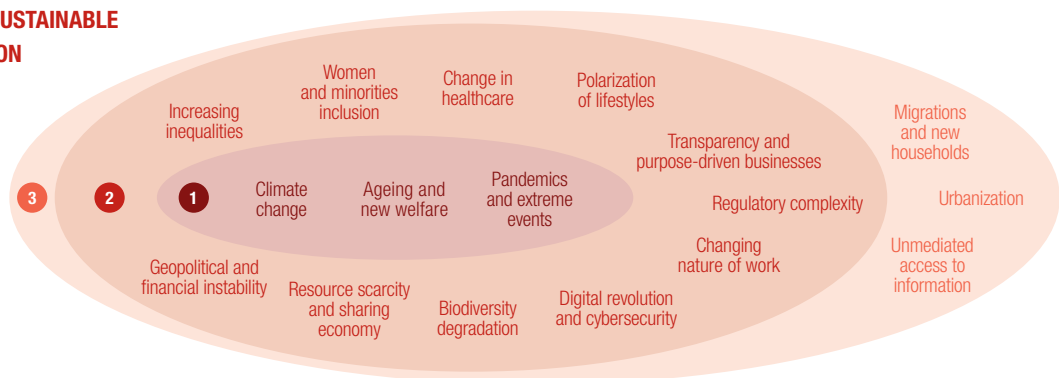 USTAINABLE
ON
Women
and minorities
inclusion
Change in
healthcare
Polarization
of lifestyles
Increasing
inequalities
Migrations
and new
households
Transparency and
purpose-driven businesses
3
2
1
Climate
change
Ageing and
new welfare
Pandemics
and extreme
events
Regulatory complexity
Urbanization
Changing
nature of work
Unmediated
access to
information
Geopolitical and
financial instability
Resource scarcity
and sharing
economy
Biodiversity
degradation
Digital revolution
and cybersecurity